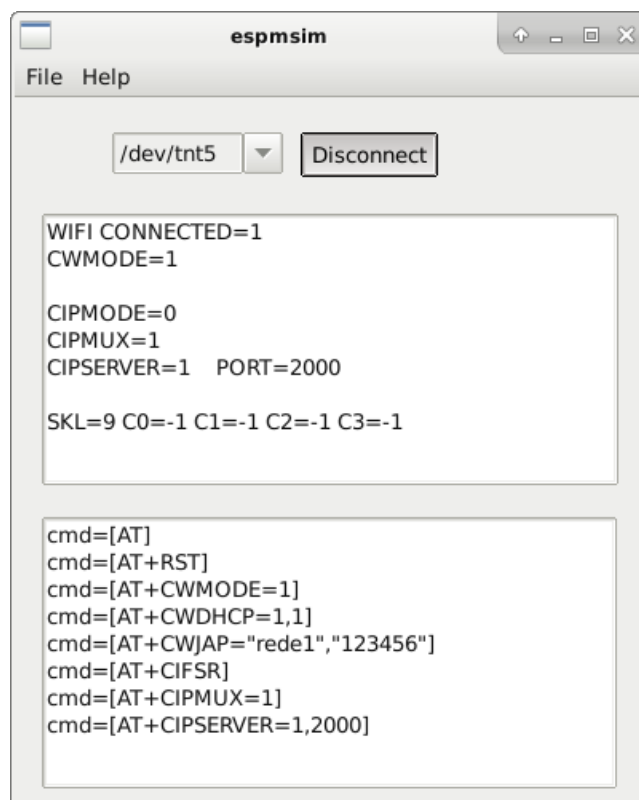 espmsim
File Help
/dev/tnt5 Disconnect
WIFI CONNECTED=1
CWMODE=1
CIPMODE=0
CIPMUX=1
CIPSERVER=1 PORT=2000
SKL=9 C0=-1 C1=-1 C2=-1 C3=-1
cmd=[AT]
cmd=[AT+RST]
cmd=[AT+CWMODE=1]
cmd=[AT+CWDHCP=1,1]
cmd=[AT+CWJAP="rede1","123456"]
cmd=[AT+CIFSR]
cmd=[AT+CIPMUX=1]
cmd=[AT+CIPSERVER=1,2000]